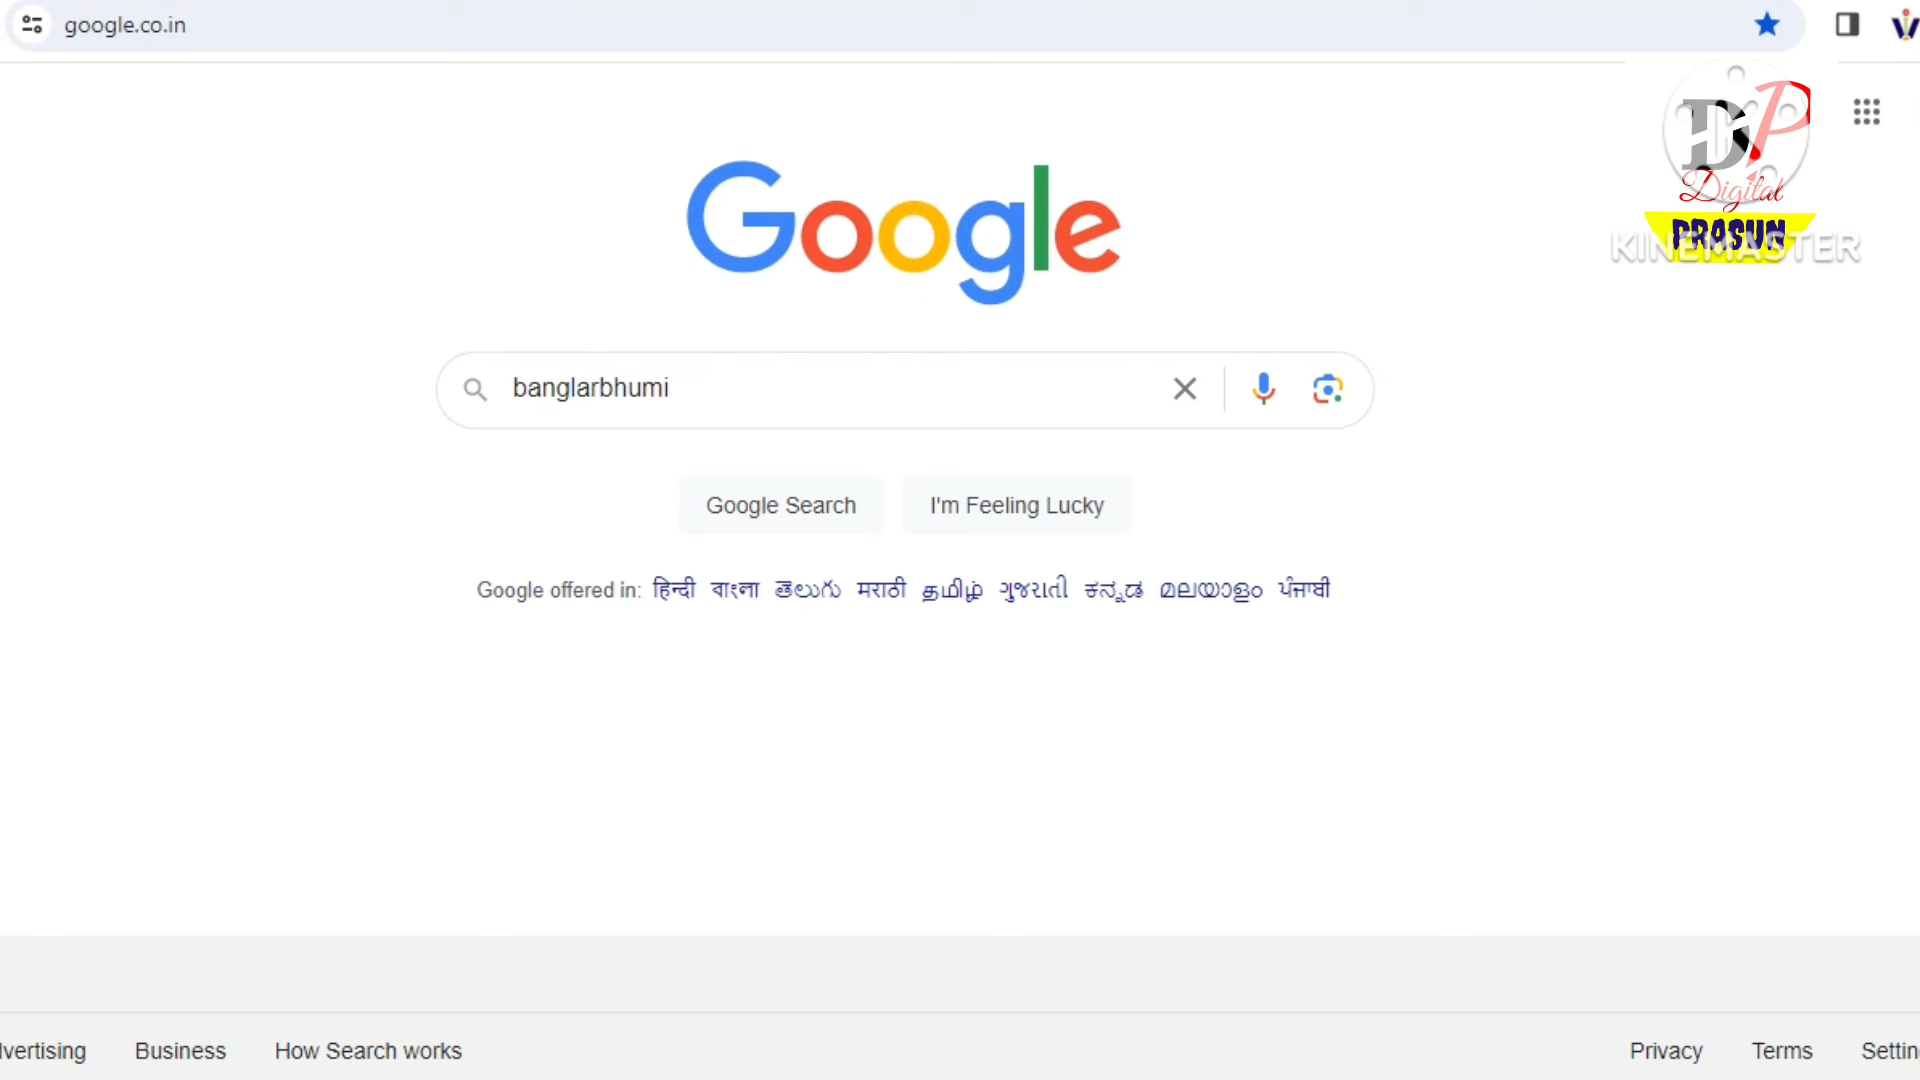 google.co.in
DP
Digital
PRASUN
KINEMASTER
Google
banglarbhumi
Google Search I'm Feeling Lucky
Google offered in: हिन्दी বাংলা తెలుగు मराठी தமிழ் ગુજરાતી ಕನ್ನಡ മലയാളം ਪੰਜਾਬੀ
lvertising Business How Search works Privacy Terms Settin